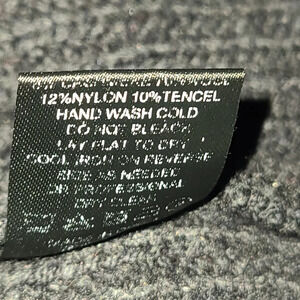 12%NYLON 10%TENCEL
HAND WASH COLD
DO NOT BLEACH
LAY FLAT TO DRY
COOL IRON ON REVERSE
SIDE AS NEEDED
OR PROFESSIONAL
DRY CLEAN